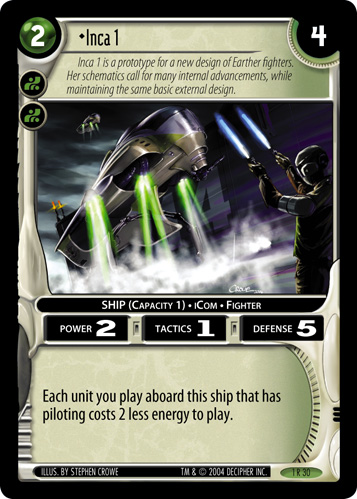 2
•Inca 1
4
Inca 1 is a prototype for a new design of Earther fighters.
Her schematics call for many internal advancements, while
maintaining the same basic external design.
CROWE
SHIP (CAPACITY 1) • ICOM • FIGHTER
POWER 2 TACTICS 1 DEFENSE 5
Each unit you play aboard this ship that has
piloting costs 2 less energy to play.
ILLUS. BY STEPHEN CROWE TM & © 2004 DECIPHER INC. 1 R 30